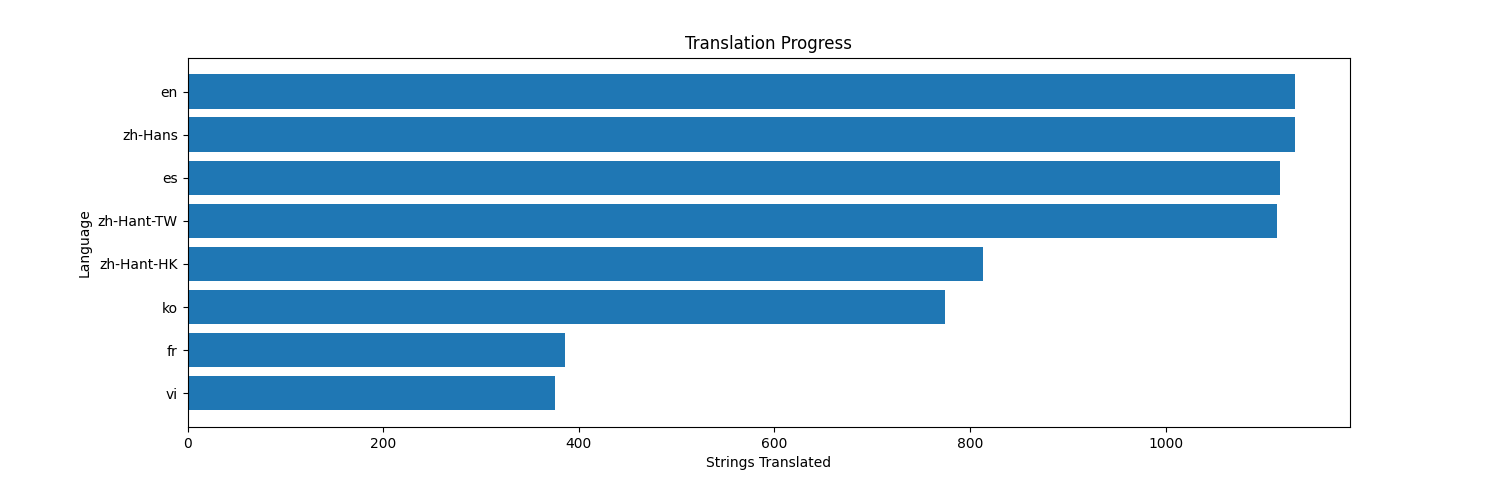 Translation Progress
en
zh-Hans
es
zh-Hant-TW
zh-Hant-HK
ko
fr
vi
Language
0 200 400 600 800 1000
Strings Translated